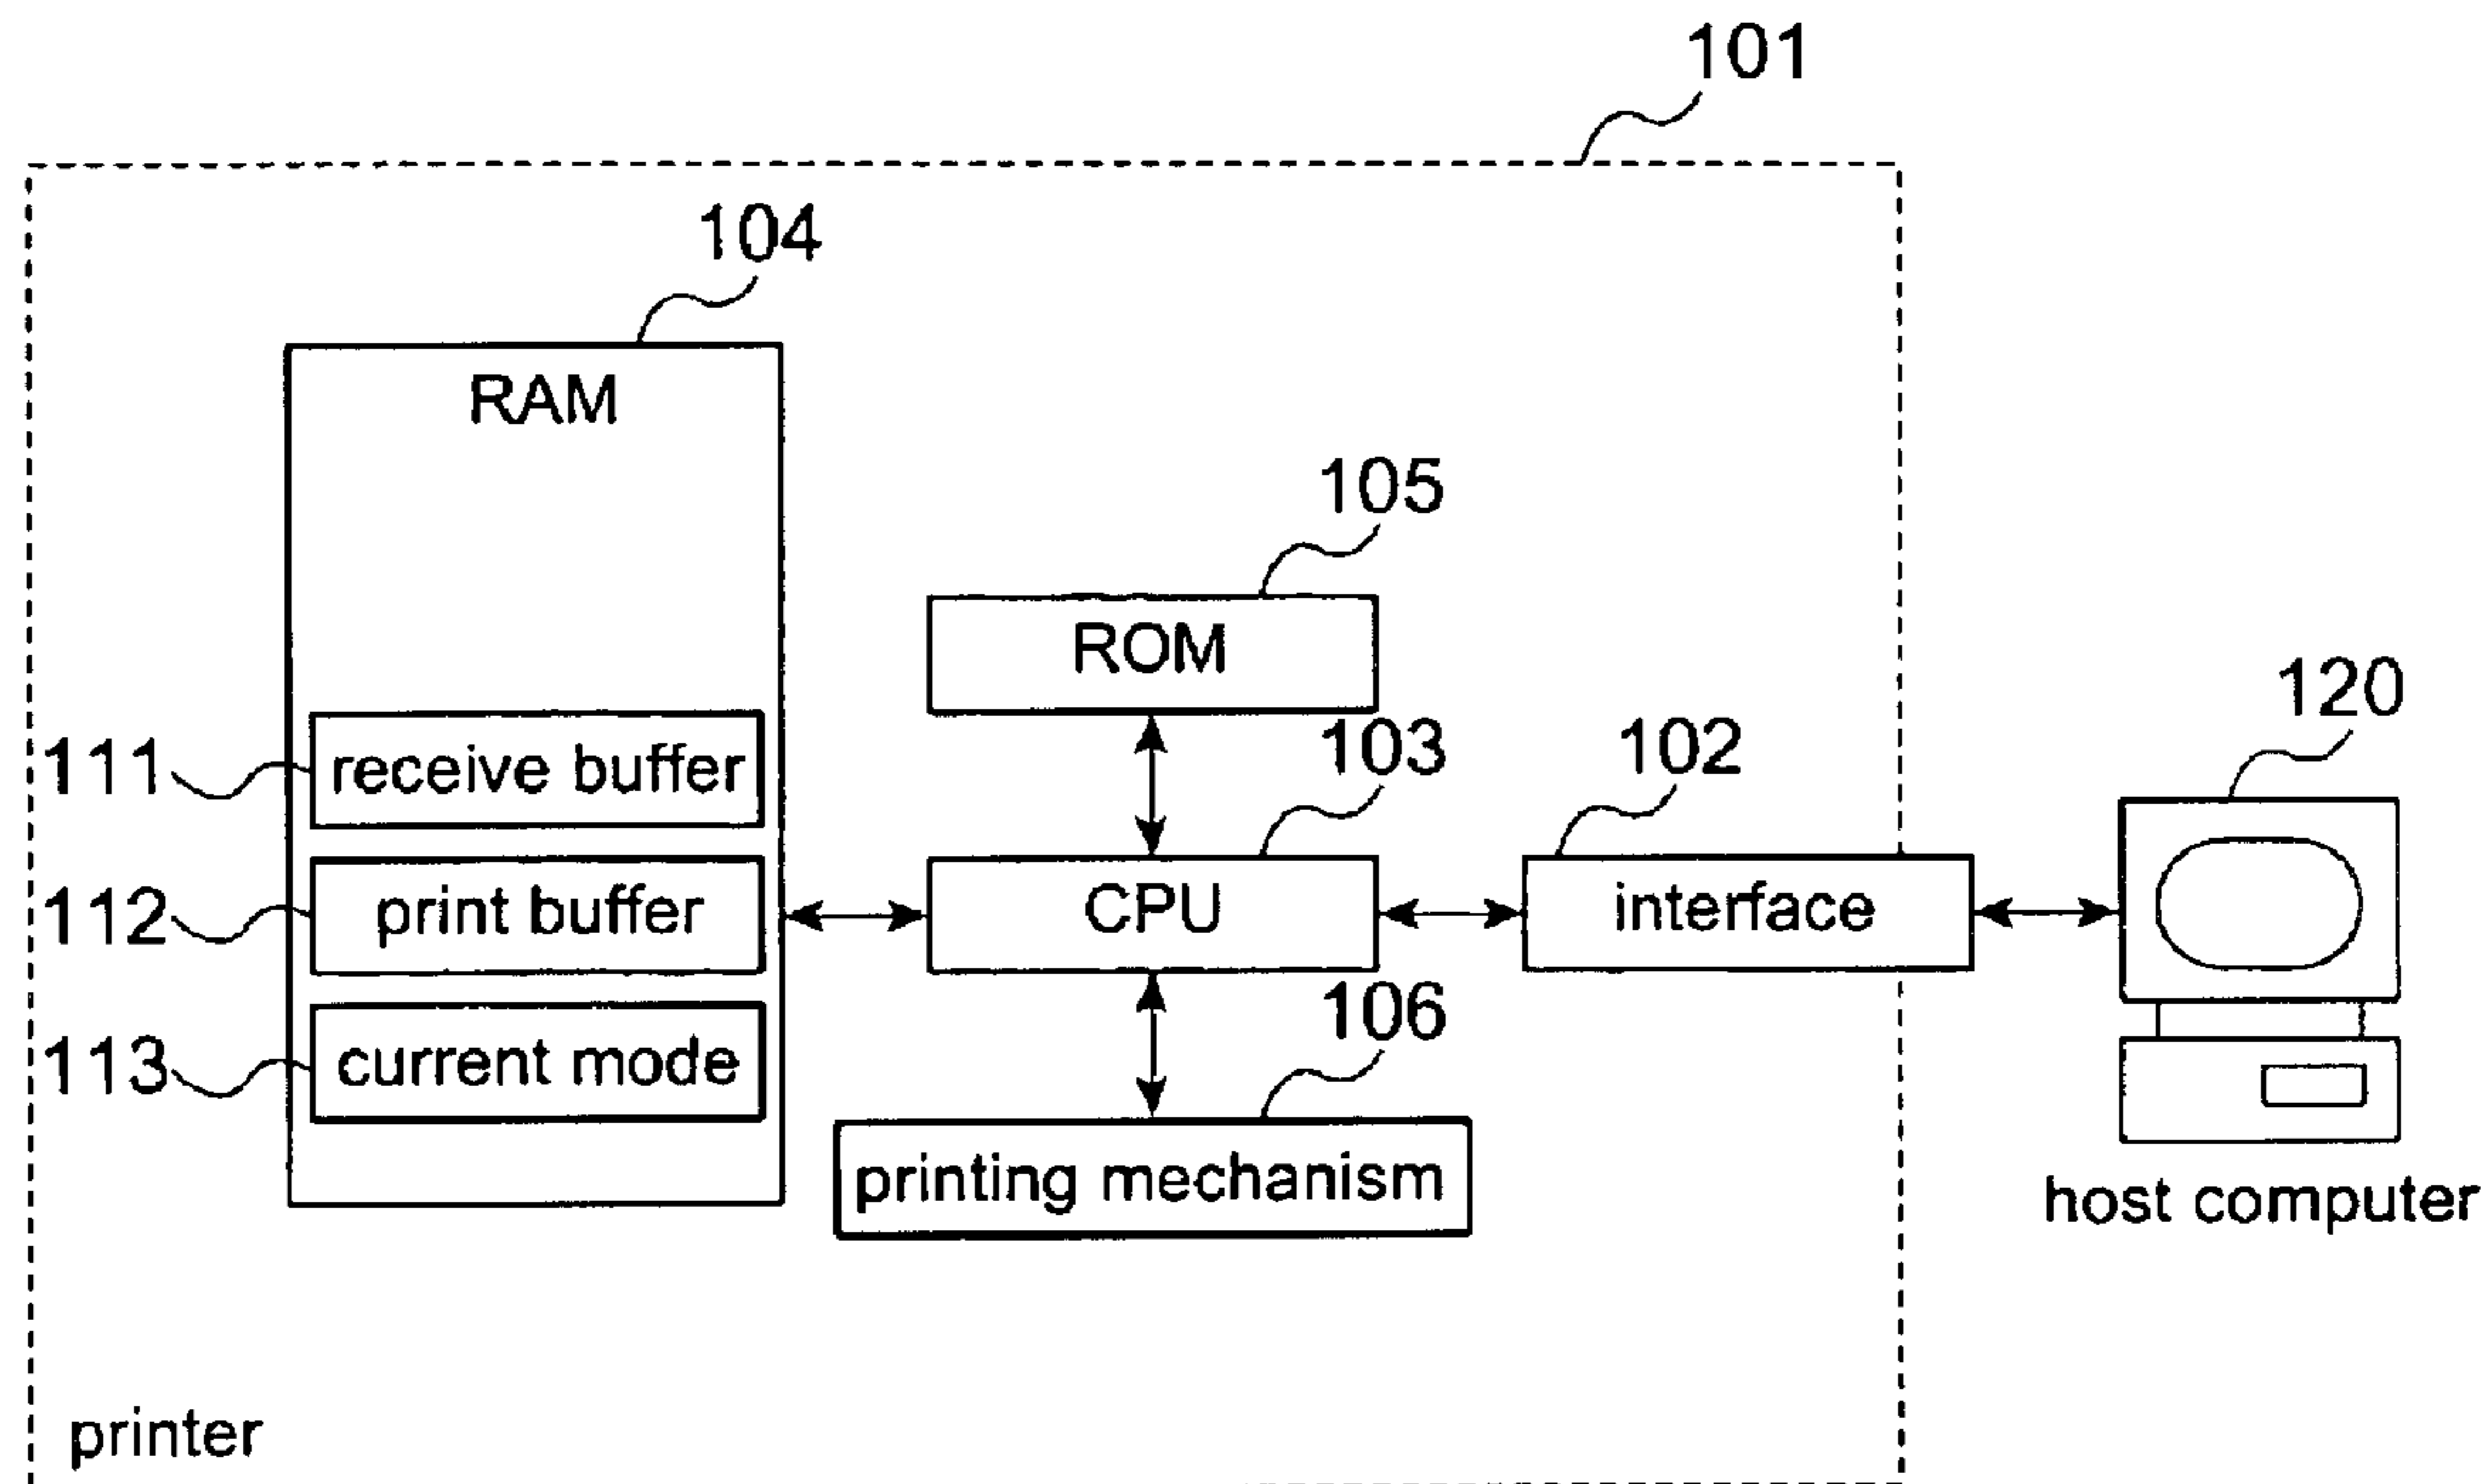 101
104
RAM
105
ROM
120
111
receive buffer
103
102
112
print buffer
CPU
interface
106
113
current mode
printing mechanism
host computer
printer